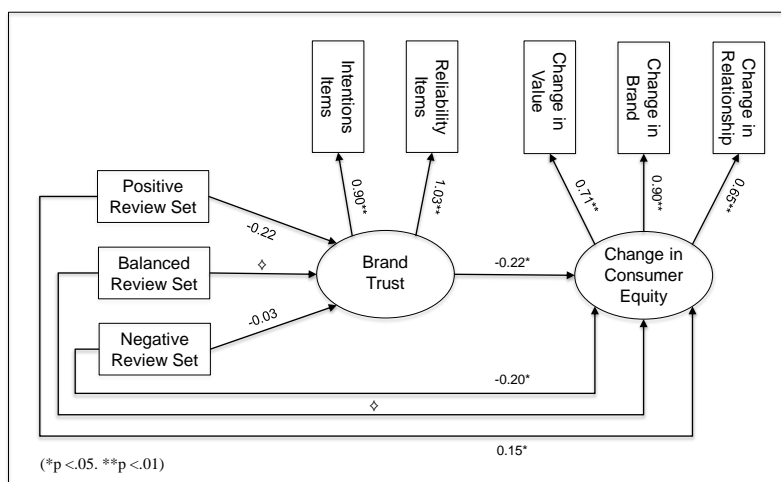 Intentions
Items
Reliability
Items
Change in
Value
Change in
Brand
Change in
Relationship
0.90**
1.03**
0.71**
0.90**
0.65**
Positive
Review Set
-0.22
Balanced
Review Set
✧
Brand
Trust
-0.22*
Change in
Consumer
Equity
Negative
Review Set
-0.03
-0.20*
✧
0.15*
(*p <.05. **p <.01)